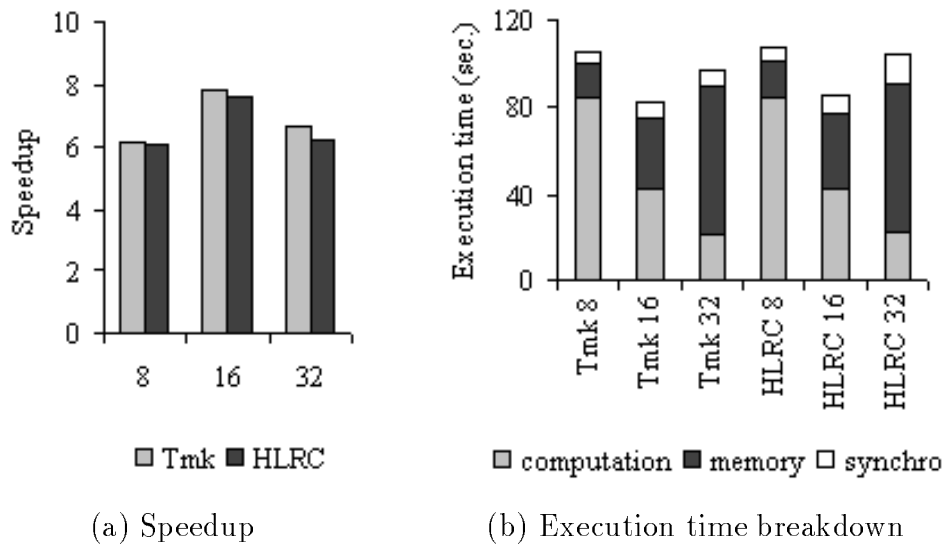 10
8
6
4
2
0
Speedup
8 16 32
Tmk HLRC
(a) Speedup
120
80
40
0
Execution time (sec.)
Tmk 8
Tmk 16
Tmk 32
HLRC 8
HLRC 16
HLRC 32
computation memory synchro
(b) Execution time breakdown